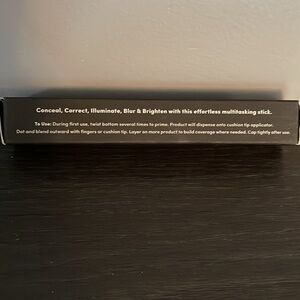 Conceal, Correct, Illuminate, Blur & Brighten with this effortless multitasking stick.
To Use: During first use, twist bottom several times to prime. Product will dispense onto cushion tip applicator.
Dot and blend outward with fingers or cushion tip. Layer on more product to build coverage where needed. Cap tightly after use.